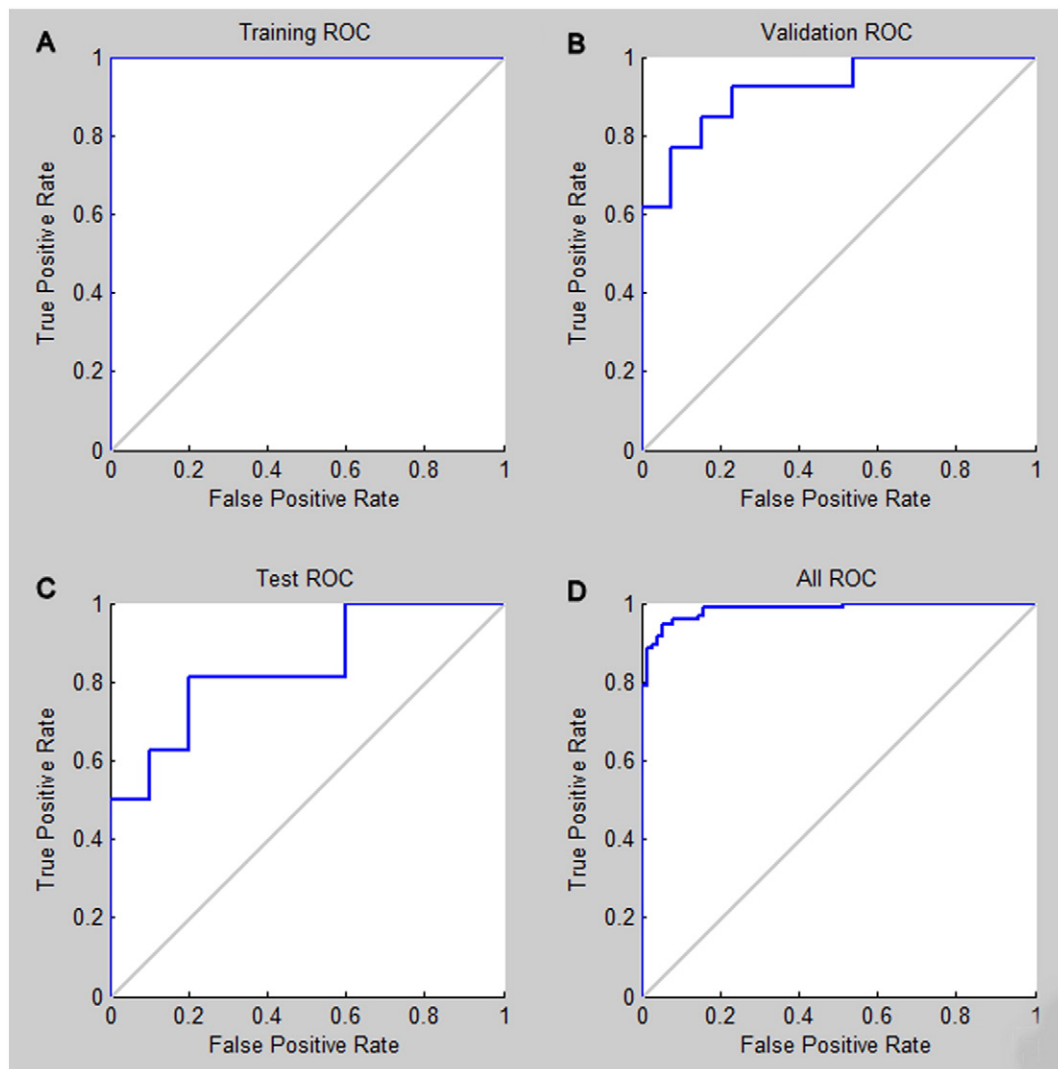 A
Training ROC
1
0.8
0.6
0.4
0.2
0
True Positive Rate
0 0.2 0.4 0.6 0.8 1
False Positive Rate
B
Validation ROC
1
0.8
0.6
0.4
0.2
0
True Positive Rate
0 0.2 0.4 0.6 0.8 1
False Positive Rate
C
Test ROC
1
0.8
0.6
0.4
0.2
0
True Positive Rate
0 0.2 0.4 0.6 0.8 1
False Positive Rate
D
All ROC
1
0.8
0.6
0.4
0.2
0
True Positive Rate
0 0.2 0.4 0.6 0.8 1
False Positive Rate